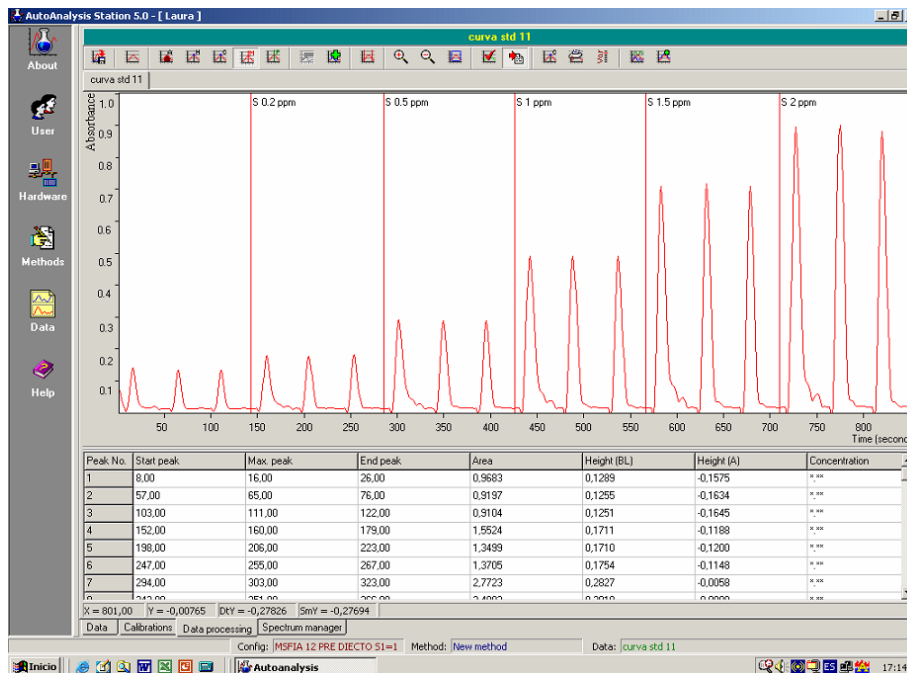 AutoAnalysis Station 5.0 - [ Laura ]
curva std 11
About
User
Hardware
Methods
Data
Help
curva std 11
Absorbance
1.0
0.9
0.8
0.7
0.6
0.5
0.4
0.3
0.2
0.1
S 0.2 ppm
S 0.5 ppm
S 1 ppm
S 1.5 ppm
S 2 ppm
50 100 150 200 250 300 350 400 450 500 550 600 650 700 750 800
Time (second
Peak No. Start peak Max. peak End peak Area Height (BL) Height (A) Concentration
1 8,00 16,00 26,00 0,9683 0,1289 -0,1575 *,**
2 57,00 65,00 76,00 0,9197 0,1255 -0,1634 *,**
3 103,00 111,00 122,00 0,9104 0,1251 -0,1645 *,**
4 152,00 160,00 179,00 1,5524 0,1711 -0,1188 *,**
5 198,00 206,00 223,00 1,3499 0,1710 -0,1200 *,**
6 247,00 255,00 267,00 1,3705 0,1754 -0,1148 *,**
7 294,00 303,00 323,00 2,7723 0,2827 -0,0058 *,**
X = 801,00 Y = -0,00765 DtY = -0,27826 SmY = -0,27694
Data Calibrations Data processing Spectrum manager
Config: MSFIA 12 PRE DIECTO S1=1 Method: New method Data: curva std 11
Inicio Autoanalysis ES 17:14